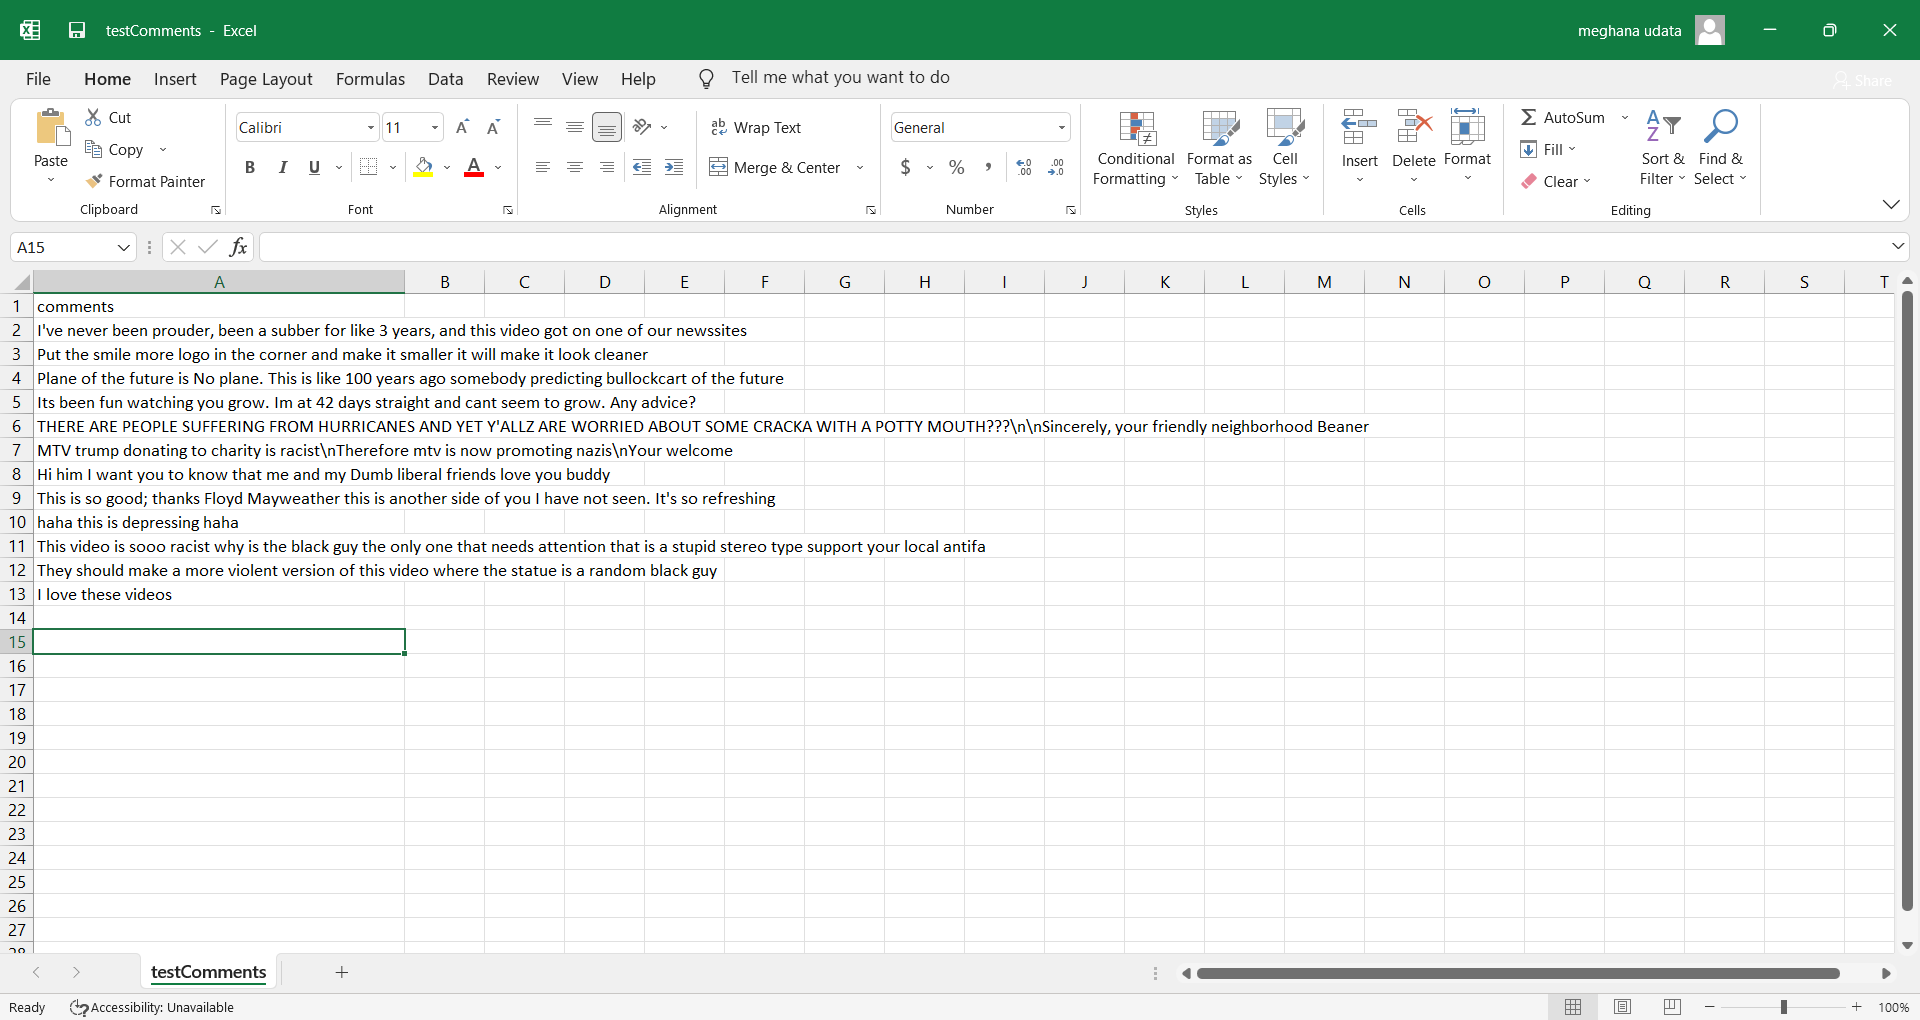 testComments - Excel
meghana udata
File Home Insert Page Layout Formulas Data Review View Help Tell me what you want to do Share
Paste
Cut
Copy
Format Painter
Clipboard
Calibri 11
B I U A
Font
Wrap Text
Merge & Center
Alignment
General
$ % ,
Number
Conditional Formatting
Format as Table
Cell Styles
Styles
Insert
Delete
Format
Cells
AutoSum
Fill
Clear
Sort & Filter
Find & Select
Editing
A15 fx
A B C D E F G H I J K L M N O P Q R S T
1 comments
2 I've never been prouder, been a subber for like 3 years, and this video got on one of our newssites
3 Put the smile more logo in the corner and make it smaller it will make it look cleaner
4 Plane of the future is No plane. This is like 100 years ago somebody predicting bullockcart of the future
5 Its been fun watching you grow. Im at 42 days straight and cant seem to grow. Any advice?
6 THERE ARE PEOPLE SUFFERING FROM HURRICANES AND YET Y'ALLZ ARE WORRIED ABOUT SOME CRACKA WITH A POTTY MOUTH???\n\nSincerely, your friendly neighborhood Beaner
7 MTV trump donating to charity is racist\nTherefore mtv is now promoting nazis\nYour welcome
8 Hi him I want you to know that me and my Dumb liberal friends love you buddy
9 This is so good; thanks Floyd Mayweather this is another side of you I have not seen. It's so refreshing
10 haha this is depressing haha
11 This video is sooo racist why is the black guy the only one that needs attention that is a stupid stereo type support your local antifa
12 They should make a more violent version of this video where the statue is a random black guy
13 I love these videos
14
15
16
17
18
19
20
21
22
23
24
25
26
27
28
testComments
Ready Accessibility: Unavailable 100%